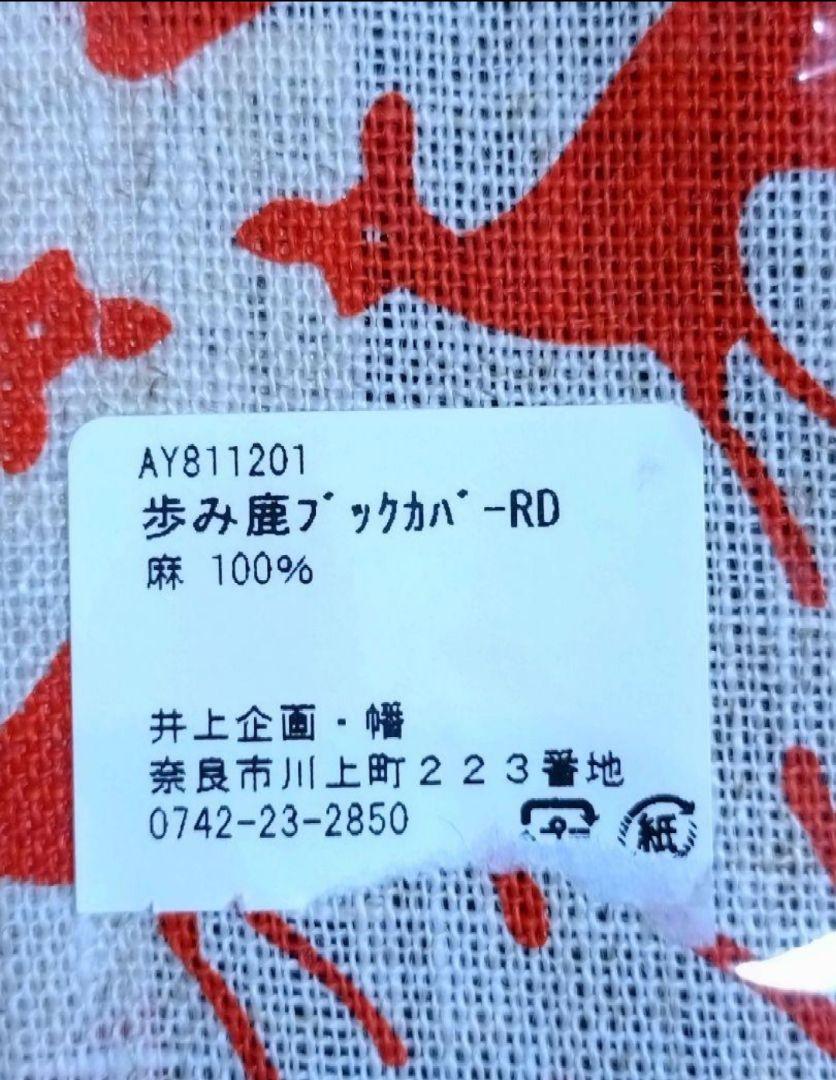 AY811201
歩み鹿ﾌﾞｯｸｶﾊﾞｰRD
麻 100%
井上企画・幡
奈良市川上町２２３番地
0742-23-2850
紙